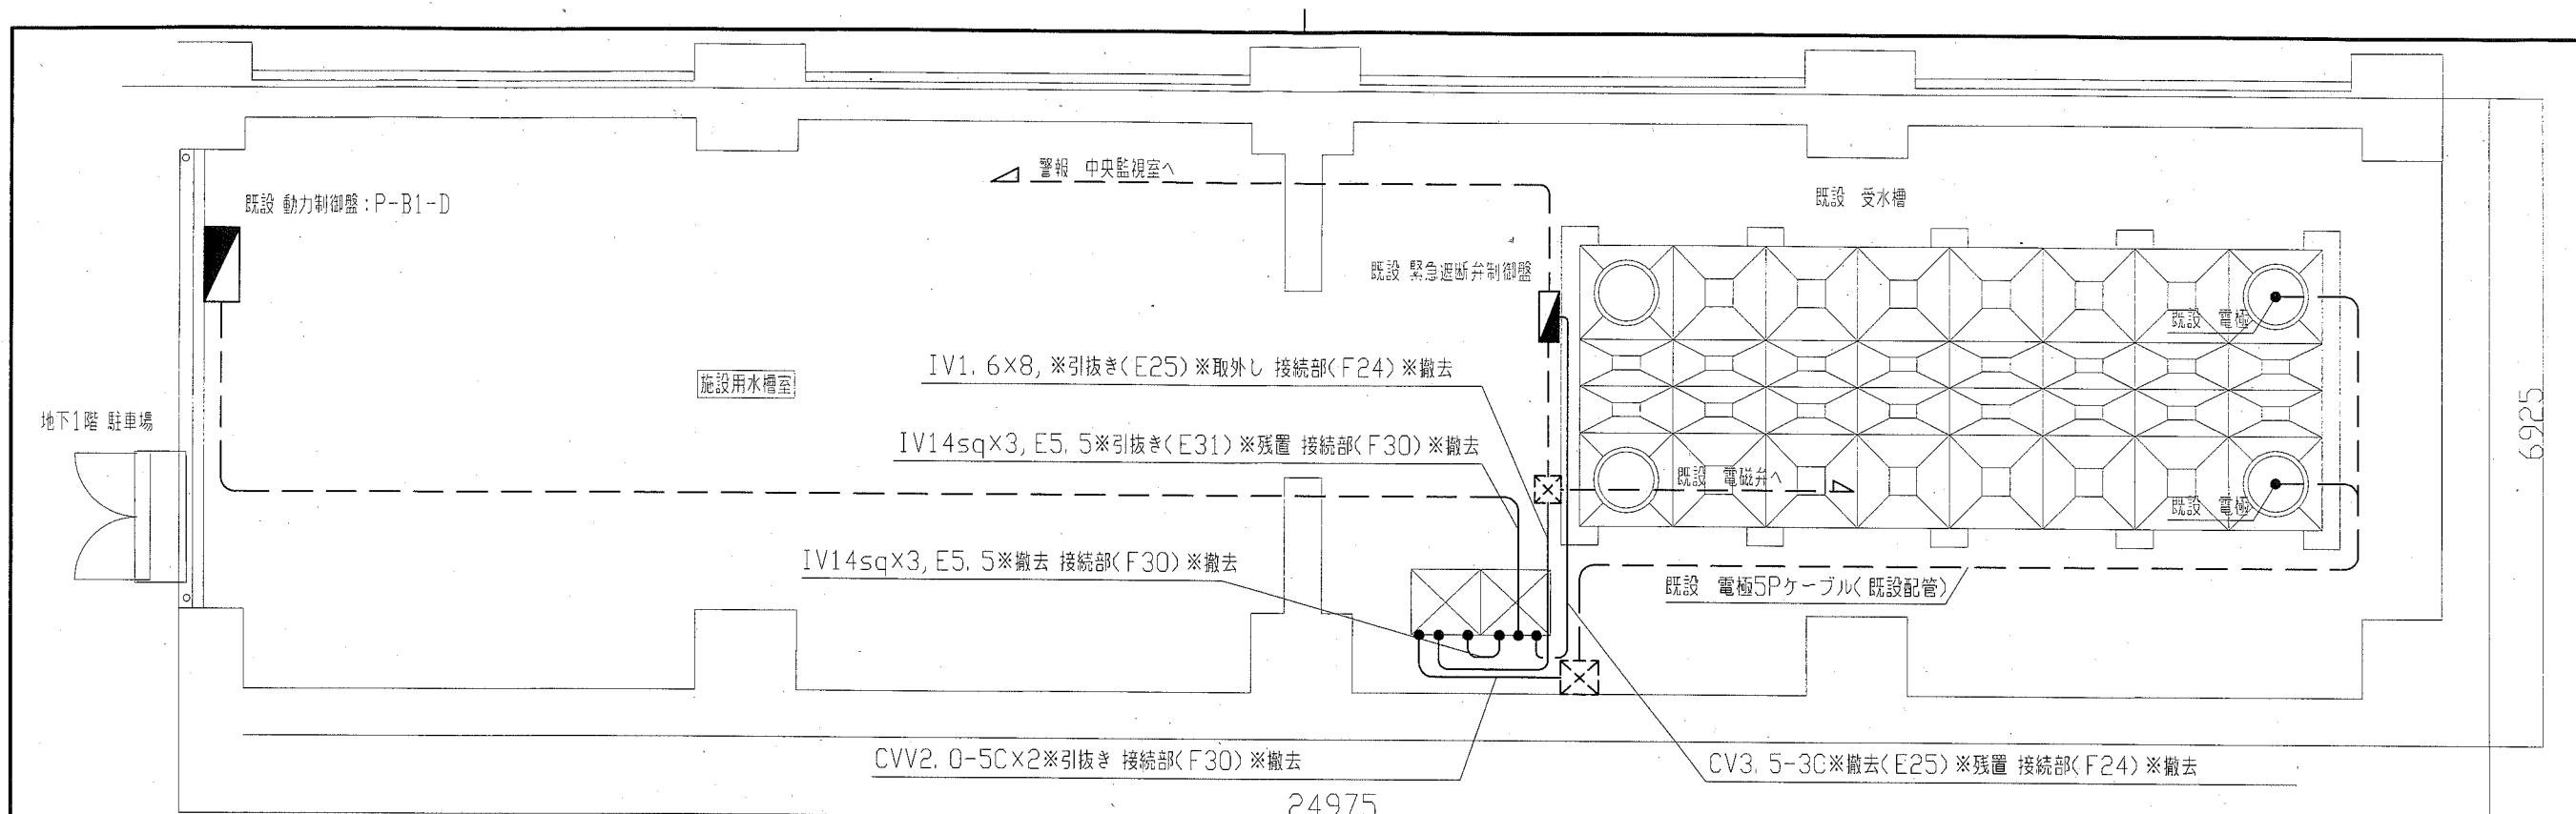 警報 中央監視室へ
既設 受水槽
既設 動力制御盤：P-B1-D
既設 緊急遮断弁制御盤
既設 電極
IV1.6×8, ※引抜き(E25) ※取外し 接続部(F24) ※撤去
施設用水槽室
地下1階 駐車場
6925
IV14sq×3, E5.5※引抜き(E31) ※残置 接続部(F30) ※撤去
既設 電磁弁へ
既設 電極
IV14sq×3, E5.5※撤去 接続部(F30) ※撤去
既設 電極5Pケーブル(既設配管)
CVV2.0-5C×2※引抜き 接続部(F30) ※撤去
CV3.5-3C※撤去(E25) ※残置 接続部(F24) ※撤去
24975